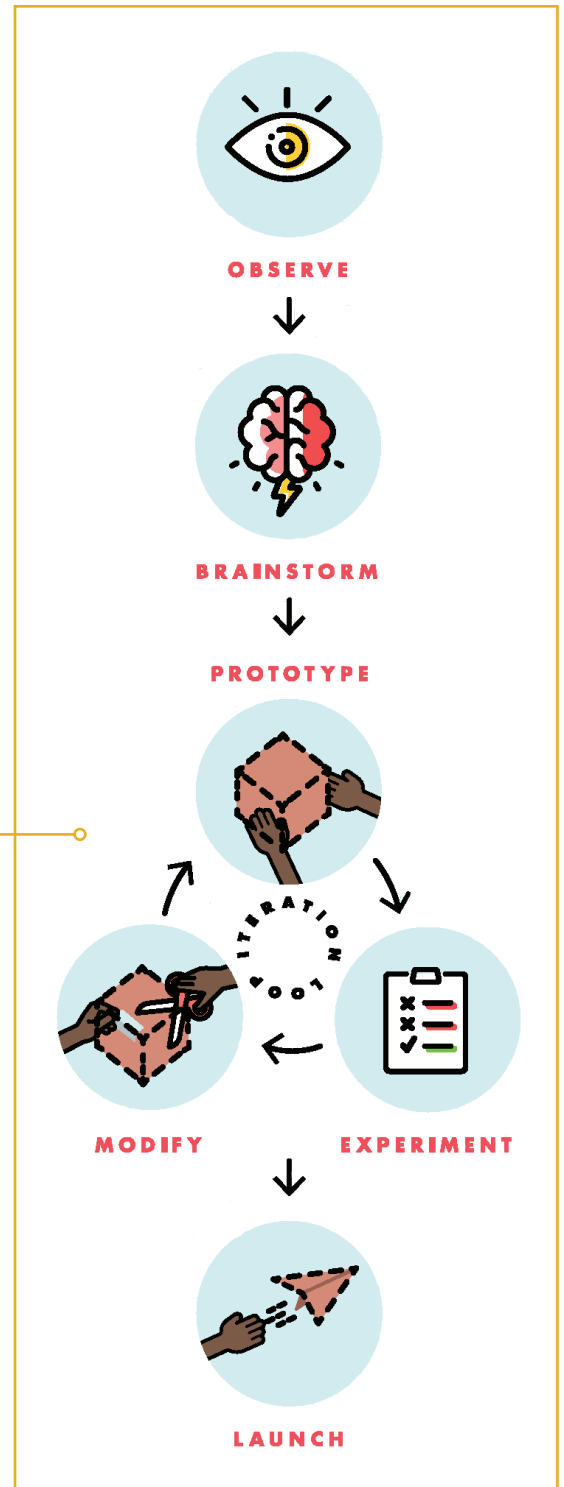 OBSERVE
BRAINSTORM
PROTOTYPE
ITERATION LOOP
MODIFY
EXPERIMENT
LAUNCH